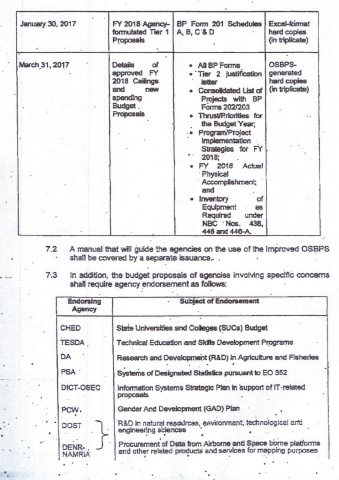 January 30, 2017
FY 2018 Agency-
formulated Tier 1
Proposals
BP Form 201 Schedules
A, B, C & D
Excel-format
hard copies
(in triplicate)
March 31, 2017
Details of
approved FY
2018 Ceilings
and new
spending
Budget
Proposals
• All BP Forms
• Tier 2 justification
letter
• Consolidated List of
Projects with BP
Forms 202/203
• Thrust/Priorities for
the Budget Year;
• Program/Project
Implementation
Strategies for FY
2018;
• FY 2016 Actual
Physical
Accomplishment;
and
• Inventory of
Equipment as
Required under
NBC Nos. 438,
446 and 446-A.
OSBPS-
generated
hard copies
(in triplicate)
7.2 A manual that will guide the agencies on the use of the improved OSBPS
shall be covered by a separate issuance.
7.3 In addition, the budget proposals of agencies involving specific concerns
shall require agency endorsement as follows:
Endorsing
Agency
Subject of Endorsement
CHED State Universities and Colleges (SUCs) Budget
TESDA Technical Education and Skills Development Programs
DA Research and Development (R&D) in Agriculture and Fisheries
PSA Systems of Designated Statistics pursuant to EO 352
DICT-OSEC Information Systems Strategic Plan in support of IT-related
proposals
PCW Gender And Development (GAD) Plan
DOST R&D in natural resources, environment, technological and
engineering sciences
DENR-
NAMRIA
Procurement of Data from Airborne and Space borne platforms
and other related products and services for mapping purposes